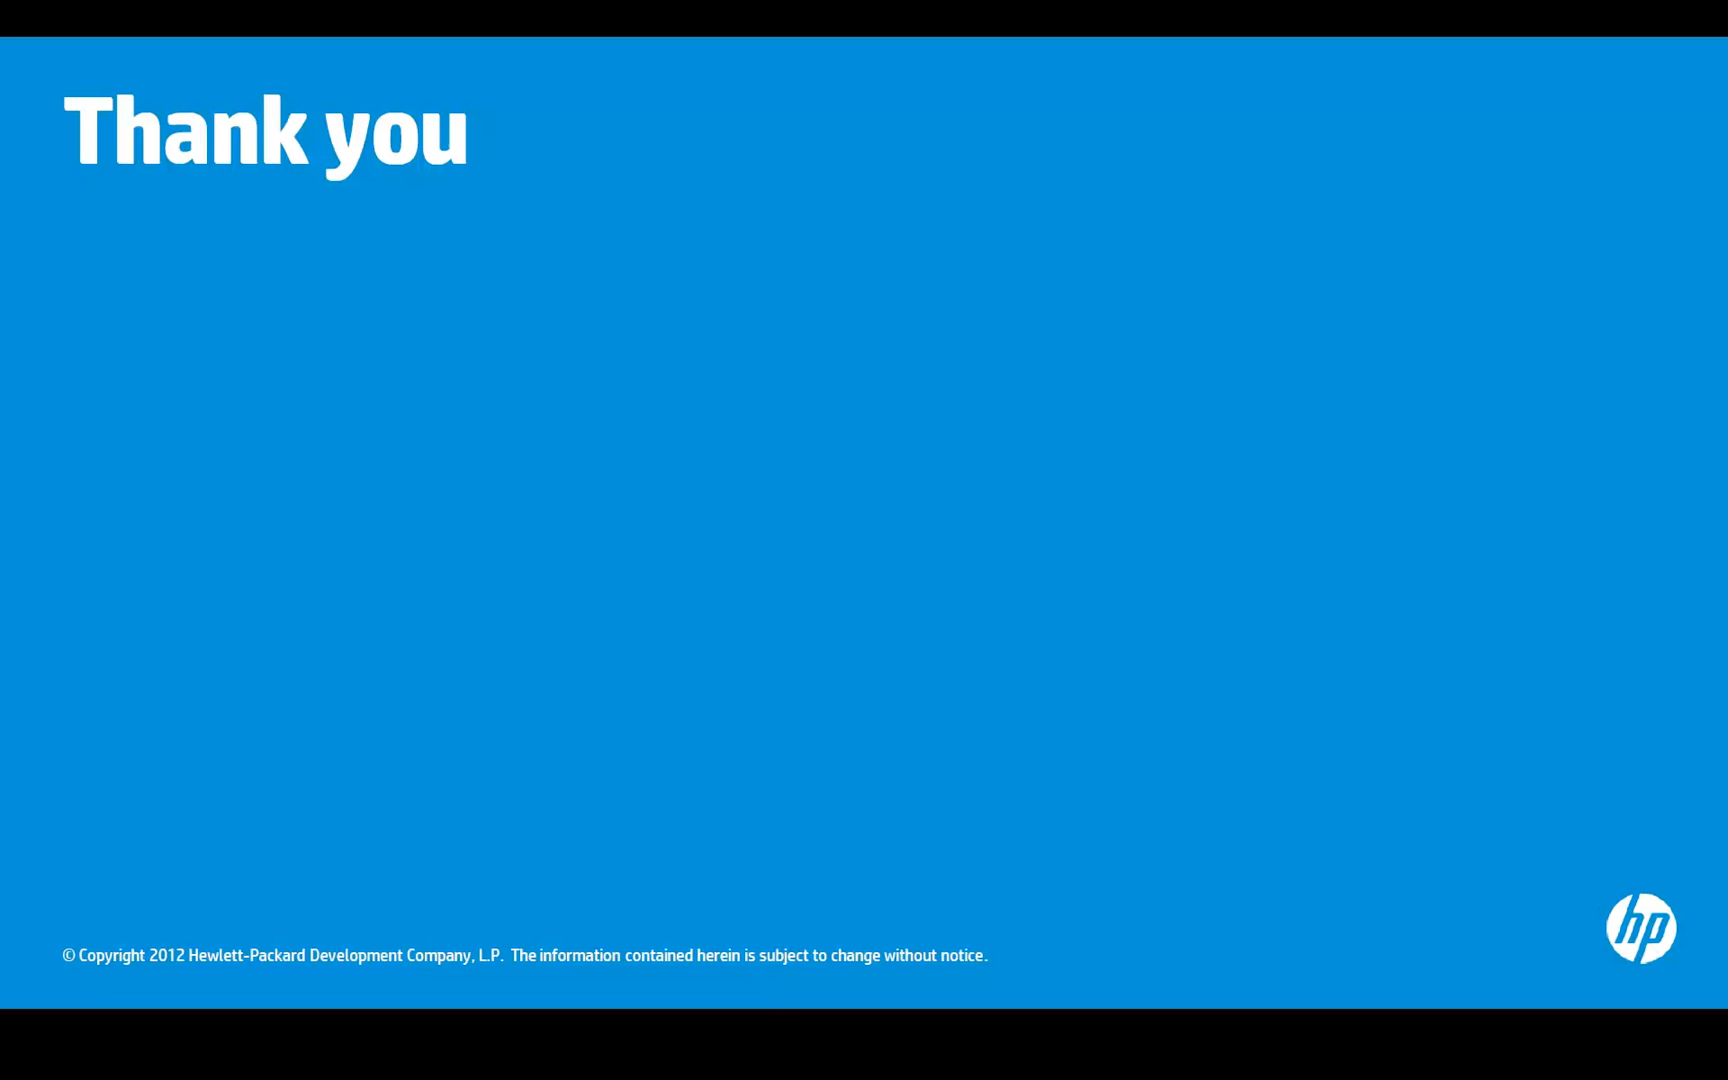 Thank you
hp
© Copyright 2012 Hewlett-Packard Development Company, L.P. The information contained herein is subject to change without notice.